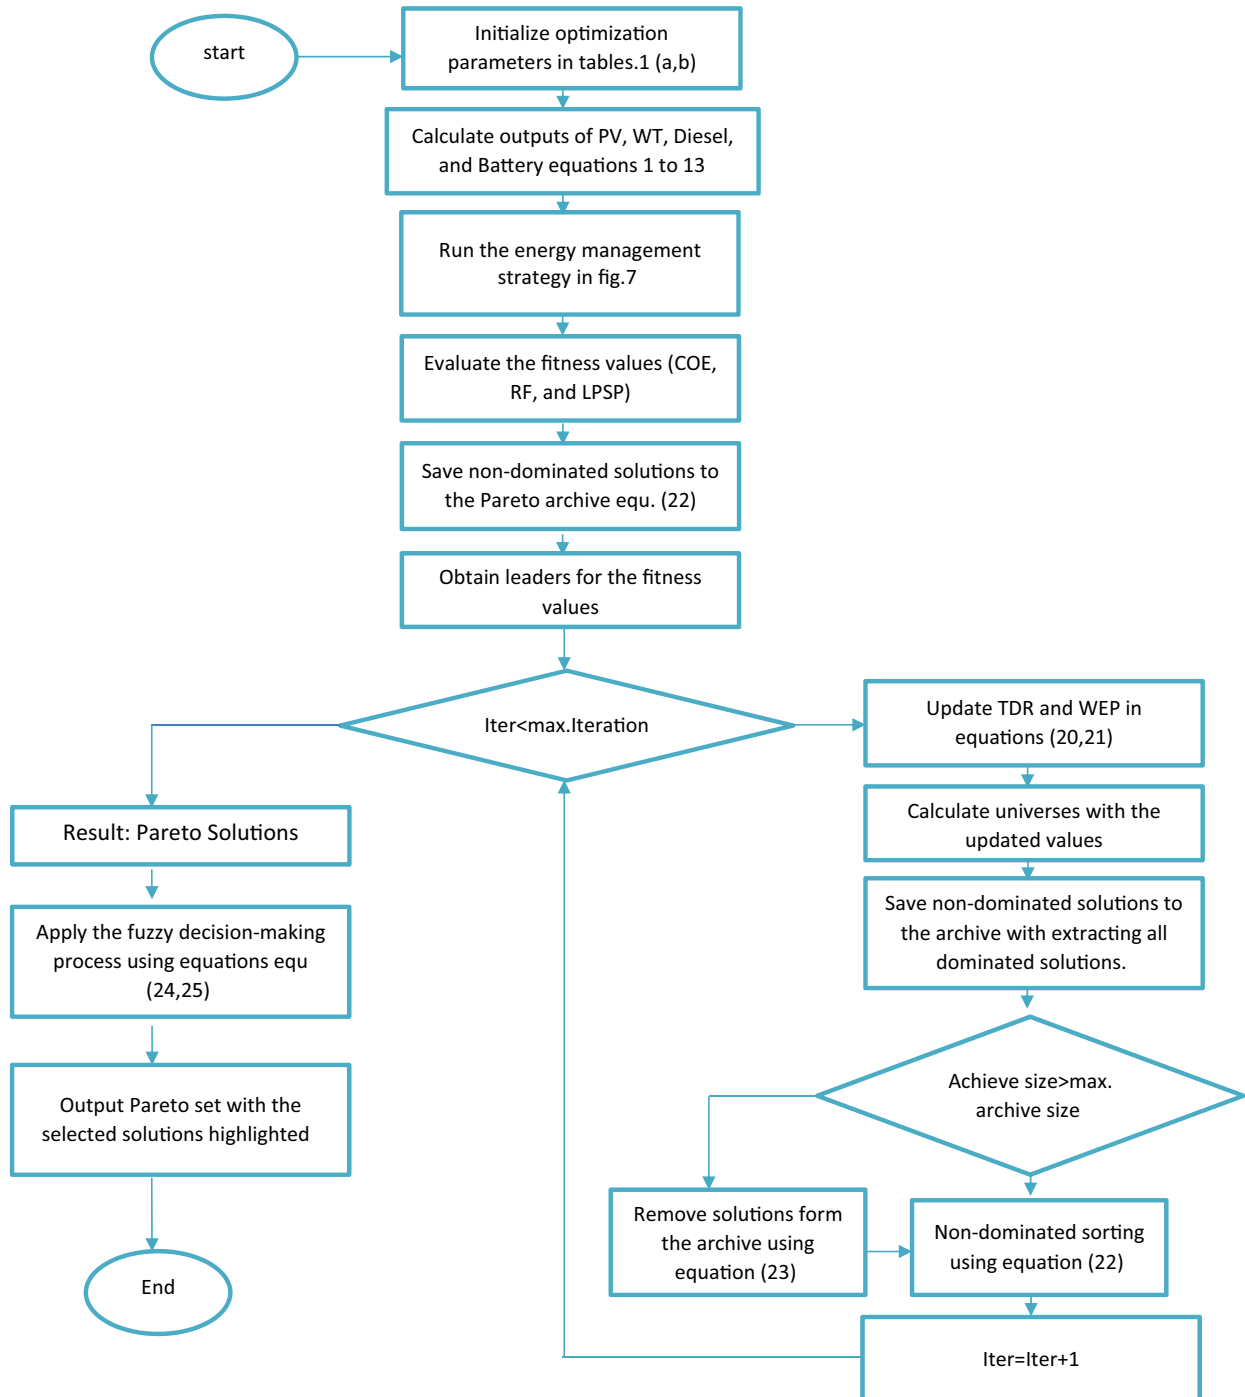 start
Initialize optimization
parameters in tables.1 (a,b)
Calculate outputs of PV, WT, Diesel,
and Battery equations 1 to 13
Run the energy management
strategy in fig.7
Evaluate the fitness values (COE,
RF, and LPSP)
Save non-dominated solutions to
the Pareto archive equ. (22)
Obtain leaders for the fitness
values
Iter<max.Iteration
Update TDR and WEP in
equations (20,21)
Calculate universes with the
updated values
Save non-dominated solutions to
the archive with extracting all
dominated solutions.
Achieve size>max.
archive size
Remove solutions form
the archive using
equation (23)
Non-dominated sorting
using equation (22)
Iter=Iter+1
Result: Pareto Solutions
Apply the fuzzy decision-making
process using equations equ
(24,25)
Output Pareto set with the
selected solutions highlighted
End